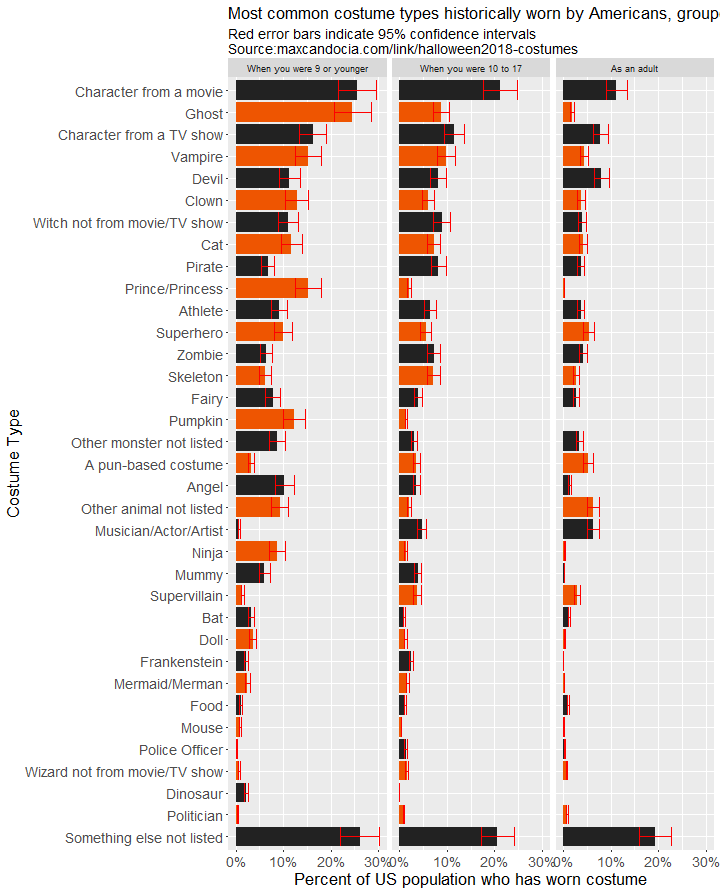 Most common costume types historically worn by Americans, group
Red error bars indicate 95% confidence intervals
Source:maxcandocia.com/link/halloween2018-costumes
When you were 9 or younger
When you were 10 to 17
As an adult
Costume Type
Character from a movie
Ghost
Character from a TV show
Vampire
Devil
Clown
Witch not from movie/TV show
Cat
Pirate
Prince/Princess
Athlete
Superhero
Zombie
Skeleton
Fairy
Pumpkin
Other monster not listed
A pun-based costume
Angel
Other animal not listed
Musician/Actor/Artist
Ninja
Mummy
Supervillain
Bat
Doll
Frankenstein
Mermaid/Merman
Food
Mouse
Police Officer
Wizard not from movie/TV show
Dinosaur
Politician
Something else not listed
0% 10% 20% 30% 0% 10% 20% 30% 0% 10% 20% 30%
Percent of US population who has worn costume